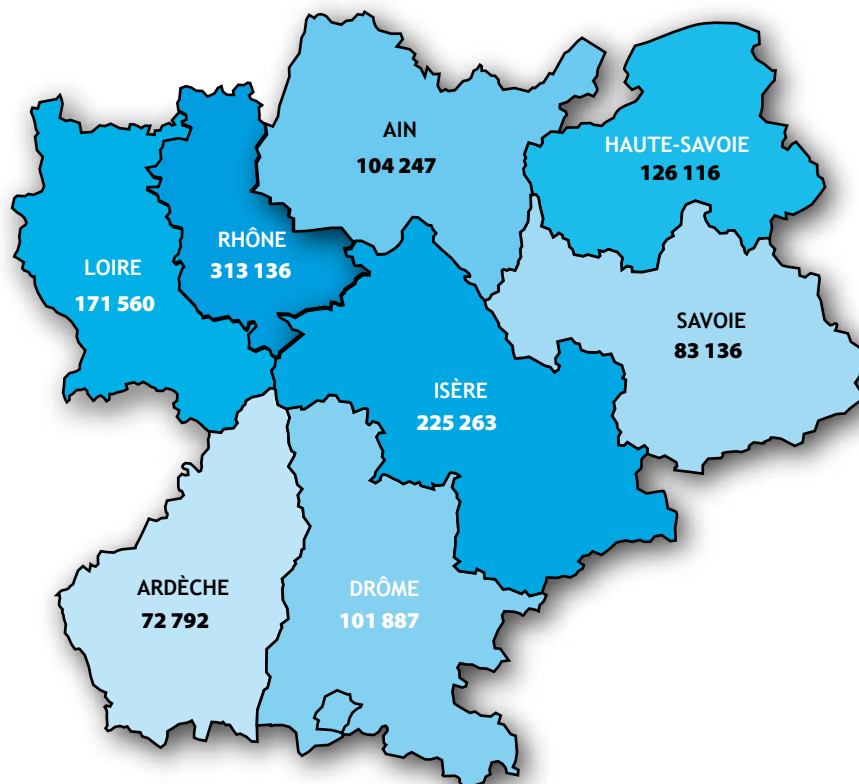 AIN
104 247
HAUTE-SAVOIE
126 116
RHÔNE
313 136
LOIRE
171 560
SAVOIE
83 136
ISÈRE
225 263
ARDÈCHE
72 792
DRÔME
101 887